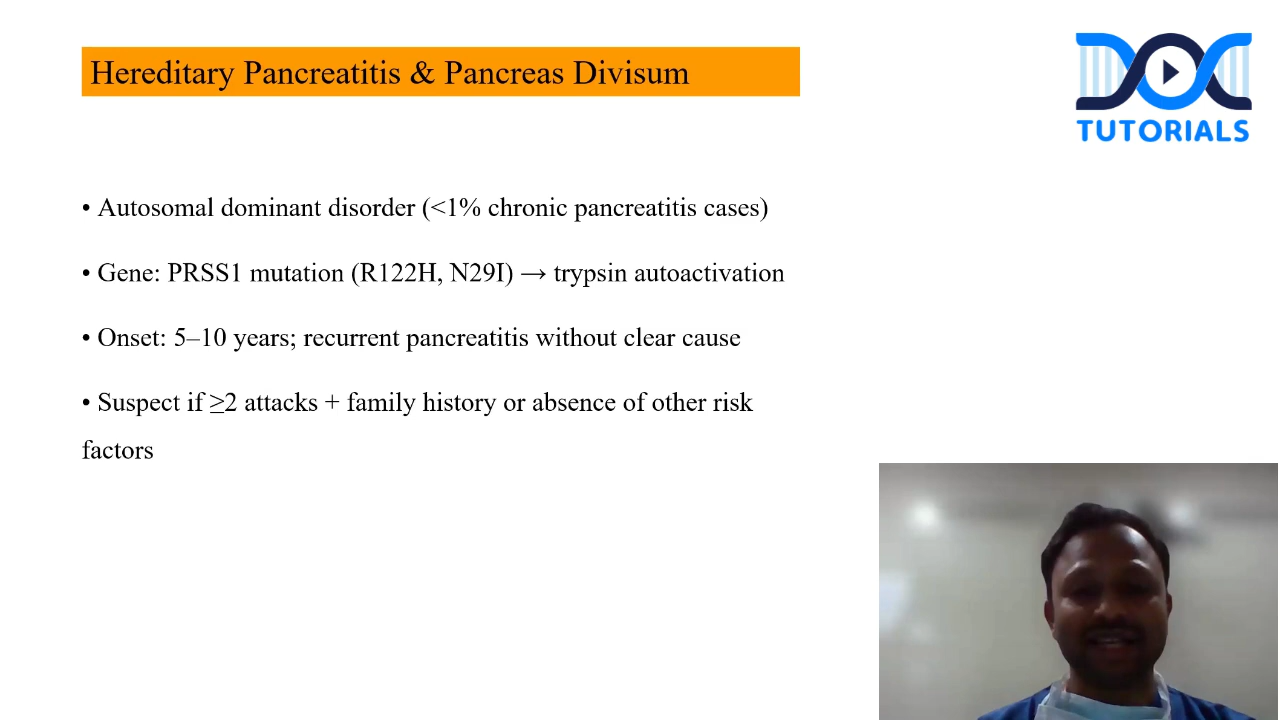 Hereditary Pancreatitis & Pancreas Divisum
DOC
TUTORIALS
• Autosomal dominant disorder (<1% chronic pancreatitis cases)
• Gene: PRSS1 mutation (R122H, N29I) → trypsin autoactivation
• Onset: 5–10 years; recurrent pancreatitis without clear cause
• Suspect if ≥2 attacks + family history or absence of other risk
factors